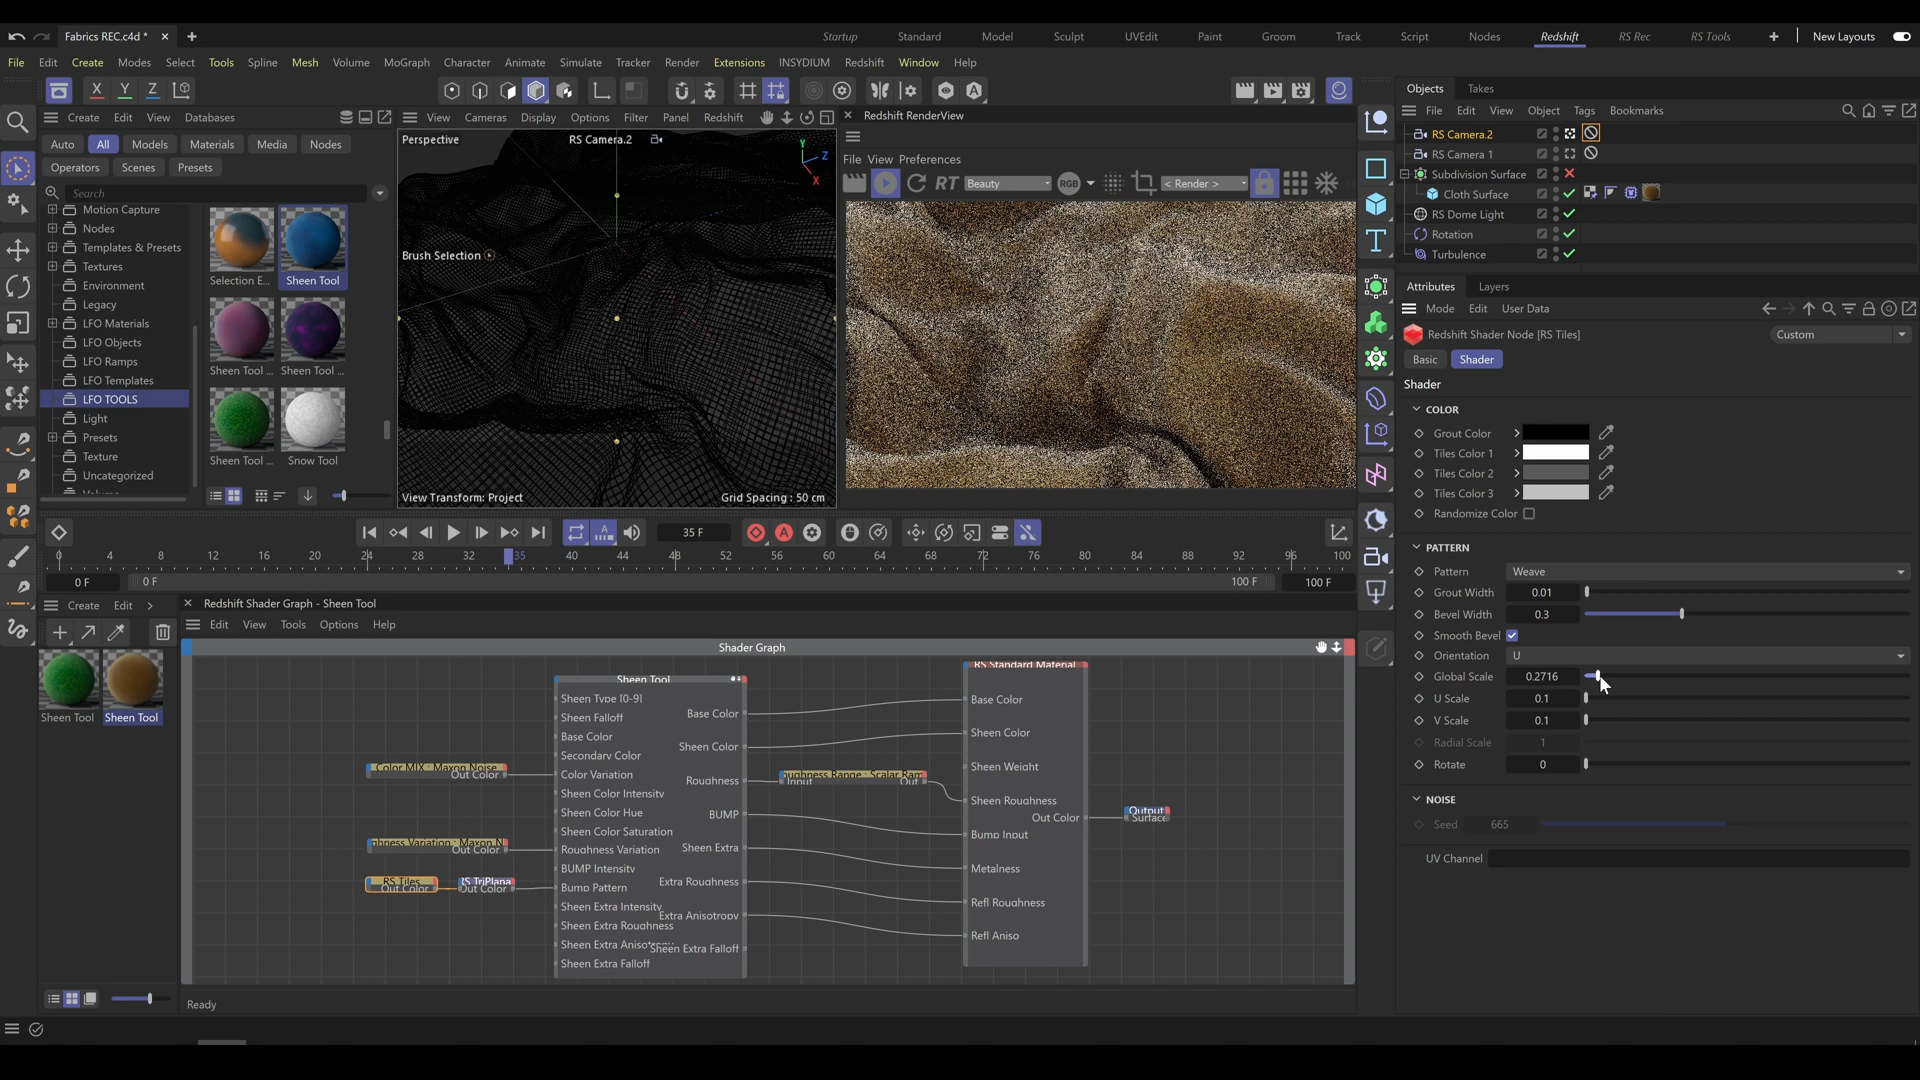 Fabrics REC.c4d *
Startup Standard Model Sculpt UVEdit Paint Groom Track Script Nodes Redshift RS Rec RS Tools New Layouts
File Edit Create Modes Select Tools Spline Mesh Volume MoGraph Character Animate Simulate Tracker Render Extensions INSYDIUM Redshift Window Help
X Y Z
Create Edit View Databases
Auto All Models Materials Media Nodes
Operators Scenes Presets
Search
Motion Capture
Nodes
Templates & Presets
Textures
Environment
Legacy
LFO Materials
LFO Objects
LFO Ramps
LFO Templates
LFO TOOLS
Light
Presets
Texture
Uncategorized
Selection E... Sheen Tool
Sheen Tool ... Sheen Tool ...
Sheen Tool ... Snow Tool
View Cameras Display Options Filter Panel Redshift
Perspective RS Camera.2
Y Z X
Brush Selection
View Transform: Project Grid Spacing : 50 cm
Redshift RenderView
File View Preferences
RT Beauty RGB < Render >
Objects Takes
File Edit View Object Tags Bookmarks
RS Camera.2
RS Camera 1
Subdivision Surface
Cloth Surface
RS Dome Light
Rotation
Turbulence
Attributes Layers
Mode Edit User Data
Redshift Shader Node [RS Tiles] Custom
Basic Shader
Shader
COLOR
Grout Color
Tiles Color 1
Tiles Color 2
Tiles Color 3
Randomize Color
PATTERN
Pattern Weave
Grout Width 0.01
Bevel Width 0.3
Smooth Bevel
Orientation U
Global Scale 0.2716
U Scale 0.1
V Scale 0.1
Radial Scale 1
Rotate 0
NOISE
Seed 665
UV Channel
35 F
0 4 8 12 16 20 24 28 32 35 40 44 48 52 56 60 64 68 72 76 80 84 88 92 96 100
0 F 0 F 100 F 100 F
Create Edit
Sheen Tool Sheen Tool
Redshift Shader Graph - Sheen Tool
Edit View Tools Options Help
Shader Graph
Sheen Tool
Sheen Type [0-9]
Sheen Falloff
Base Color
Secondary Color
Color Variation
Sheen Color Intensity
Sheen Color Hue
Sheen Color Saturation
Roughness Variation
BUMP Intensity
Bump Pattern
Sheen Extra Intensity
Sheen Extra Roughness
Sheen Extra Falloff
Base Color
Sheen Color
Roughness
BUMP
Sheen Extra
Extra Roughness
Extra Anisotropy
Sheen Extra Falloff
Color MIX : Maxon Noise
Out Color
Out Color
RS Tiles
Out Color
RS TriPlana
Out Color
Input Out
RS Standard Material
Base Color
Sheen Color
Sheen Weight
Sheen Roughness
Out Color
Bump Input
Metalness
Refl Roughness
Refl Aniso
Output
Surface
Ready